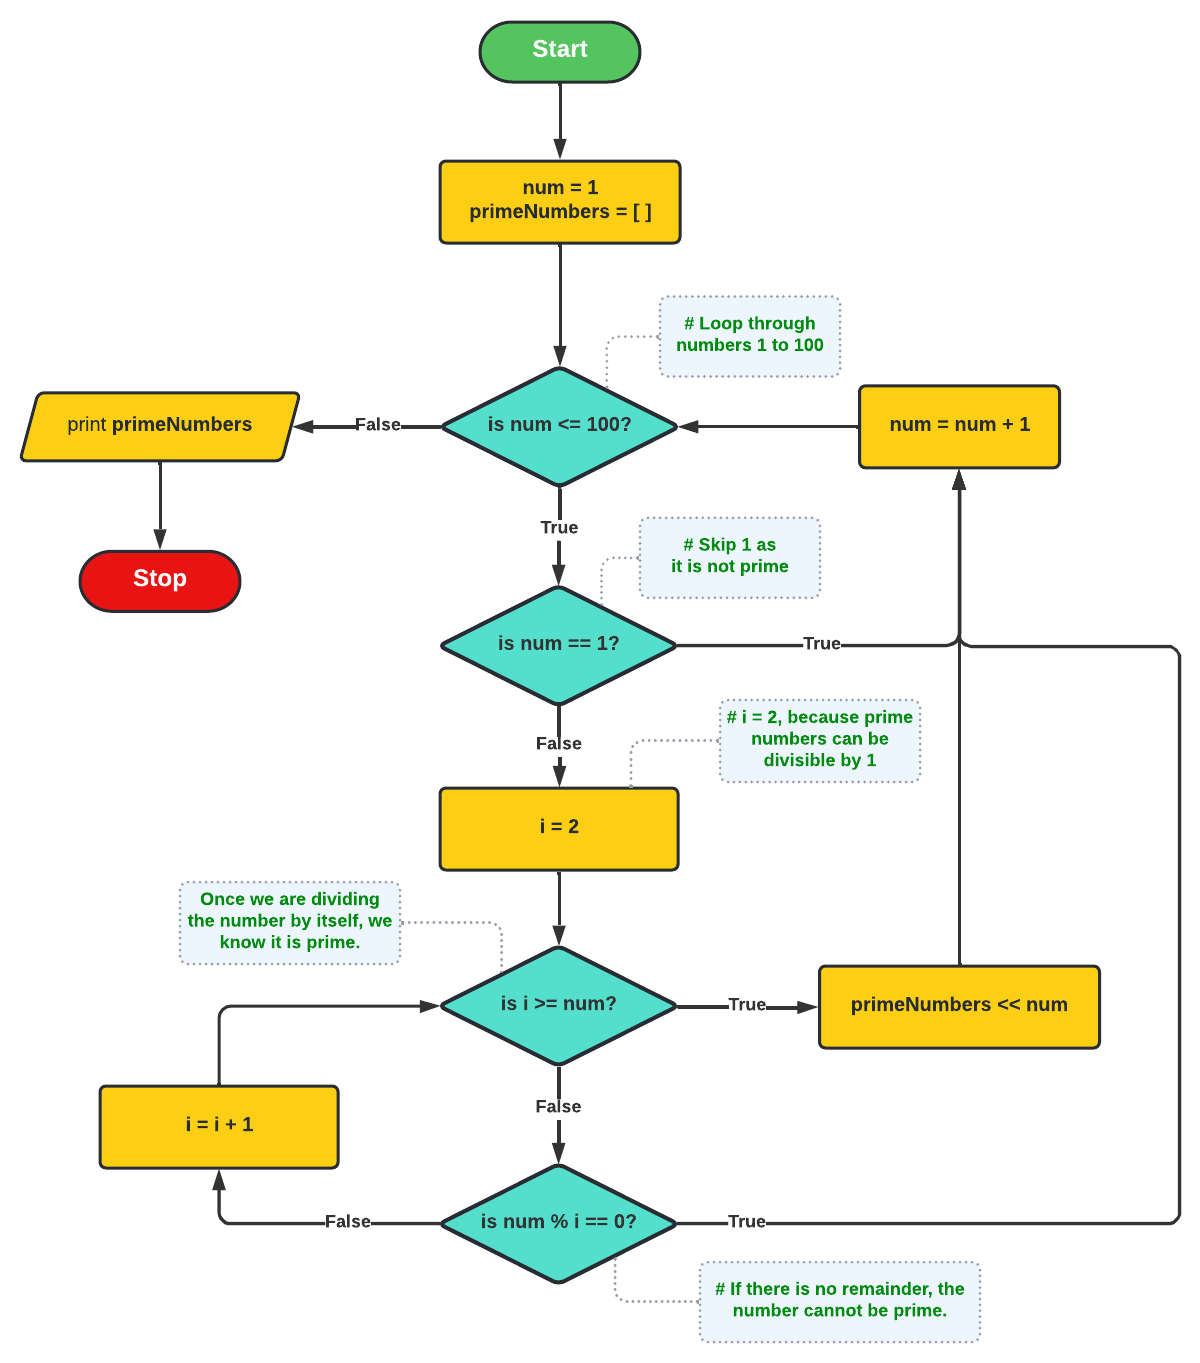 Start
num = 1
primeNumbers = [ ]
# Loop through
numbers 1 to 100
is num <= 100?
False
print primeNumbers
Stop
num = num + 1
True
# Skip 1 as
it is not prime
is num == 1?
True
False
# i = 2, because prime
numbers can be
divisible by 1
i = 2
Once we are dividing
the number by itself, we
know it is prime.
is i >= num?
True
primeNumbers << num
False
i = i + 1
is num % i == 0?
False
True
# If there is no remainder, the
number cannot be prime.